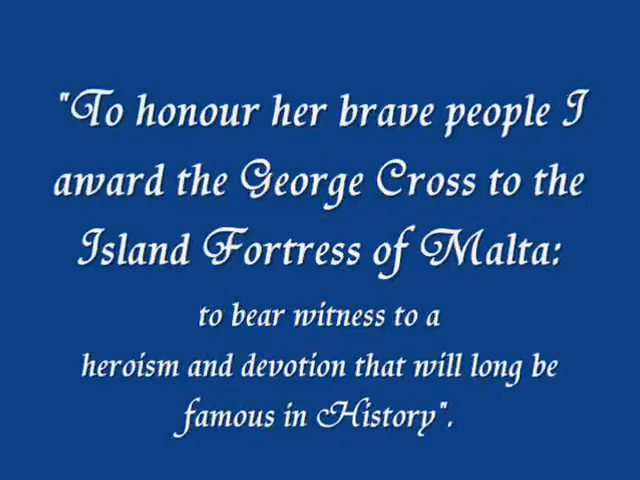 "To honour her brave people I
award the George Cross to the
Island Fortress of Malta:
to bear witness to a
heroism and devotion that will long be
famous in History".